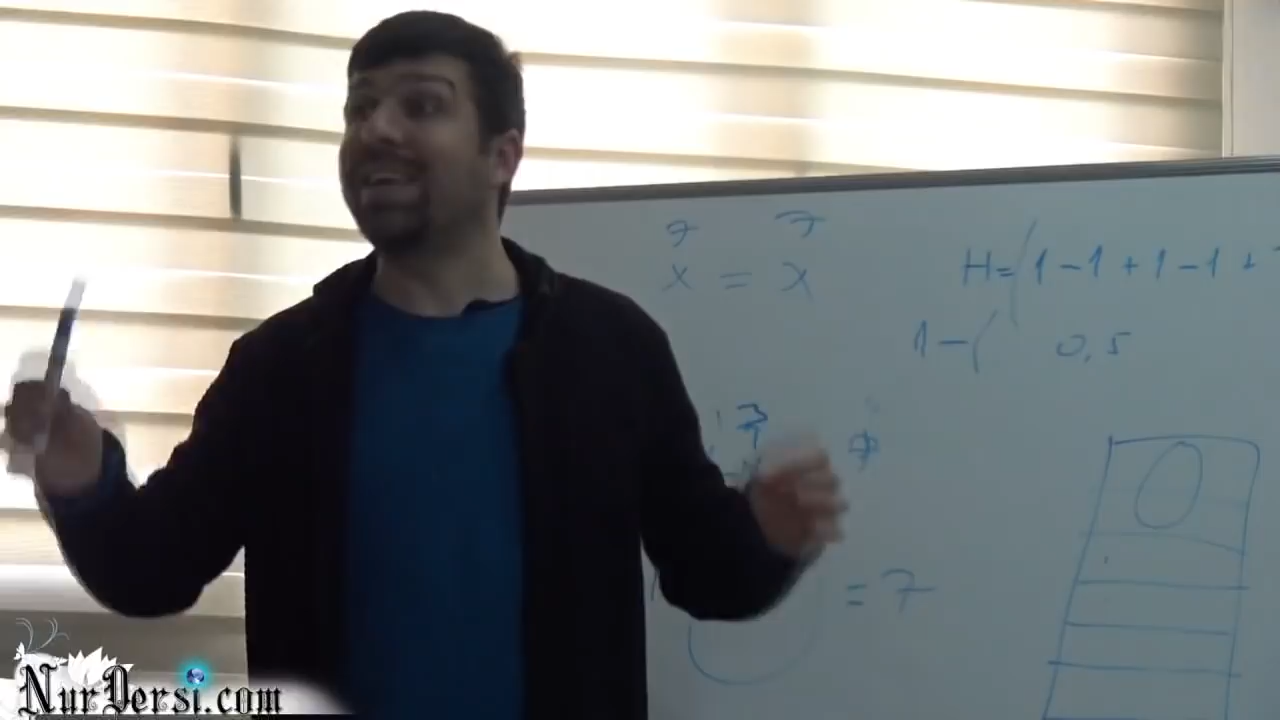 7 7
x = x
H=(1-1+1-1+
1-( 0,5
= 7
NurDersi.com